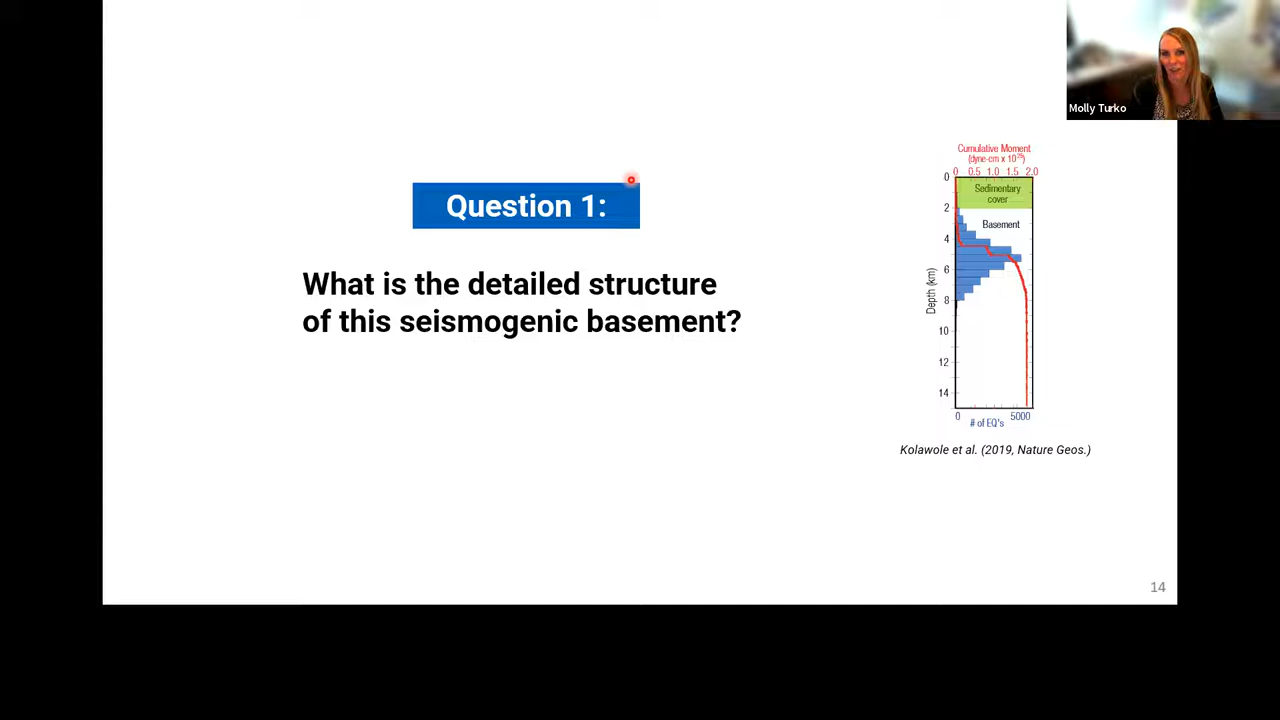 Molly Turko
Question 1:
What is the detailed structure
of this seismogenic basement?
Cumulative Moment
(dyne-cm x 10²⁵)
0 0.5 1.0 1.5 2.0
Sedimentary
cover
Basement
Depth (km)
0
2
4
6
8
10
12
14
0 5000
# of EQ's
Kolawole et al. (2019, Nature Geos.)
14